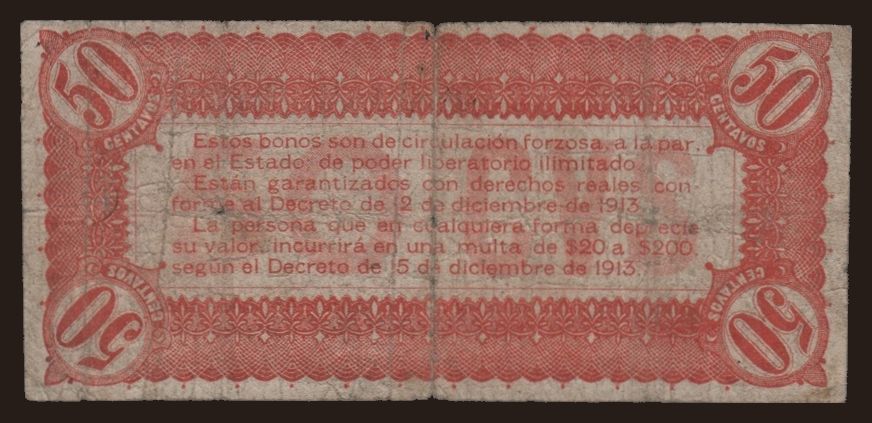 50 CENTAVOS
50 CENTAVOS
Estos bonos son de circulación forzosa, a la par,
en el Estado; de poder liberatorio ilimitado
Están garantizados con derechos reales con-
forme al Decreto de 12 de diciembre de 1913.
La persona que en cualquiera forma deprecie
su valor, incurrirá en una multa de $20 a $200
según el Decreto de 15 de diciembre de 1913.
50 CENTAVOS
50 CENTAVOS